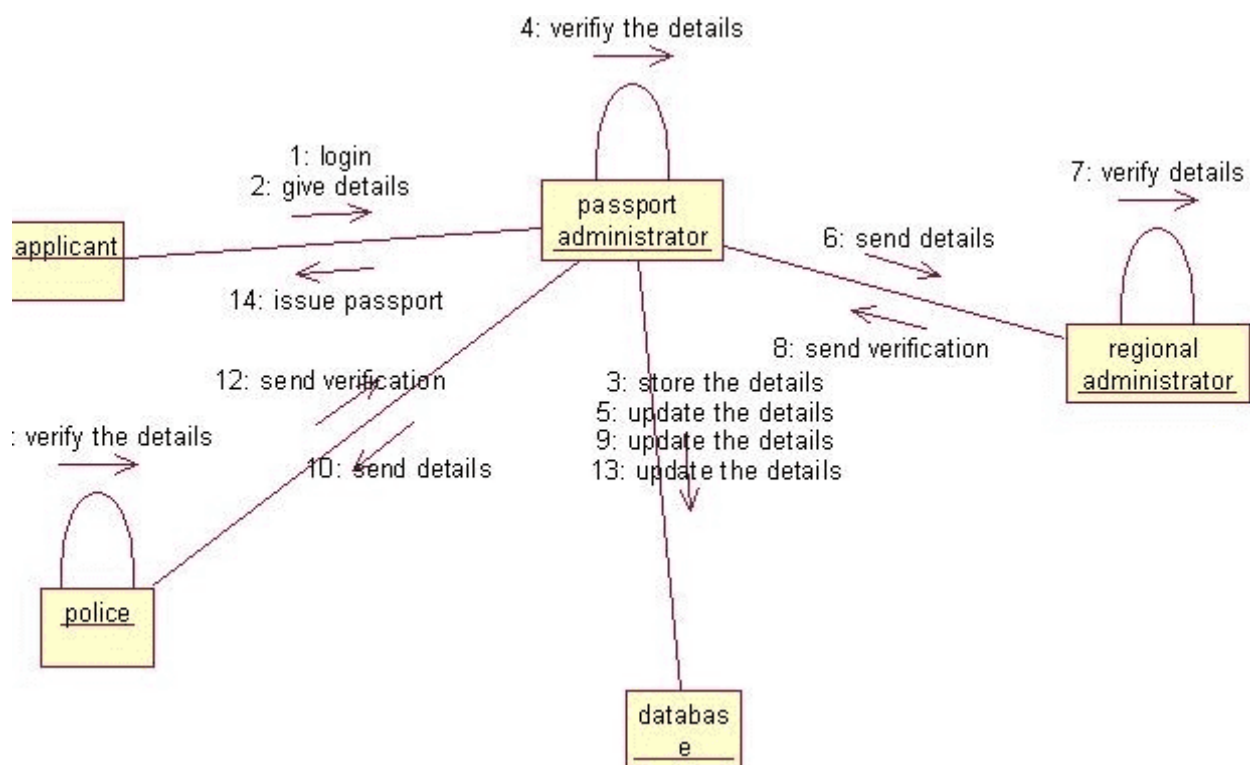 4: verifiy the details
1: login
2: give details
7: verify details
passport
administrator
applicant
6: send details
14: issue passport
8: send verification
regional
administrator
12: send verification
3: store the details
5: update the details
: verify the details
9: update the details
10: send details
13: update the details
police
databas
e